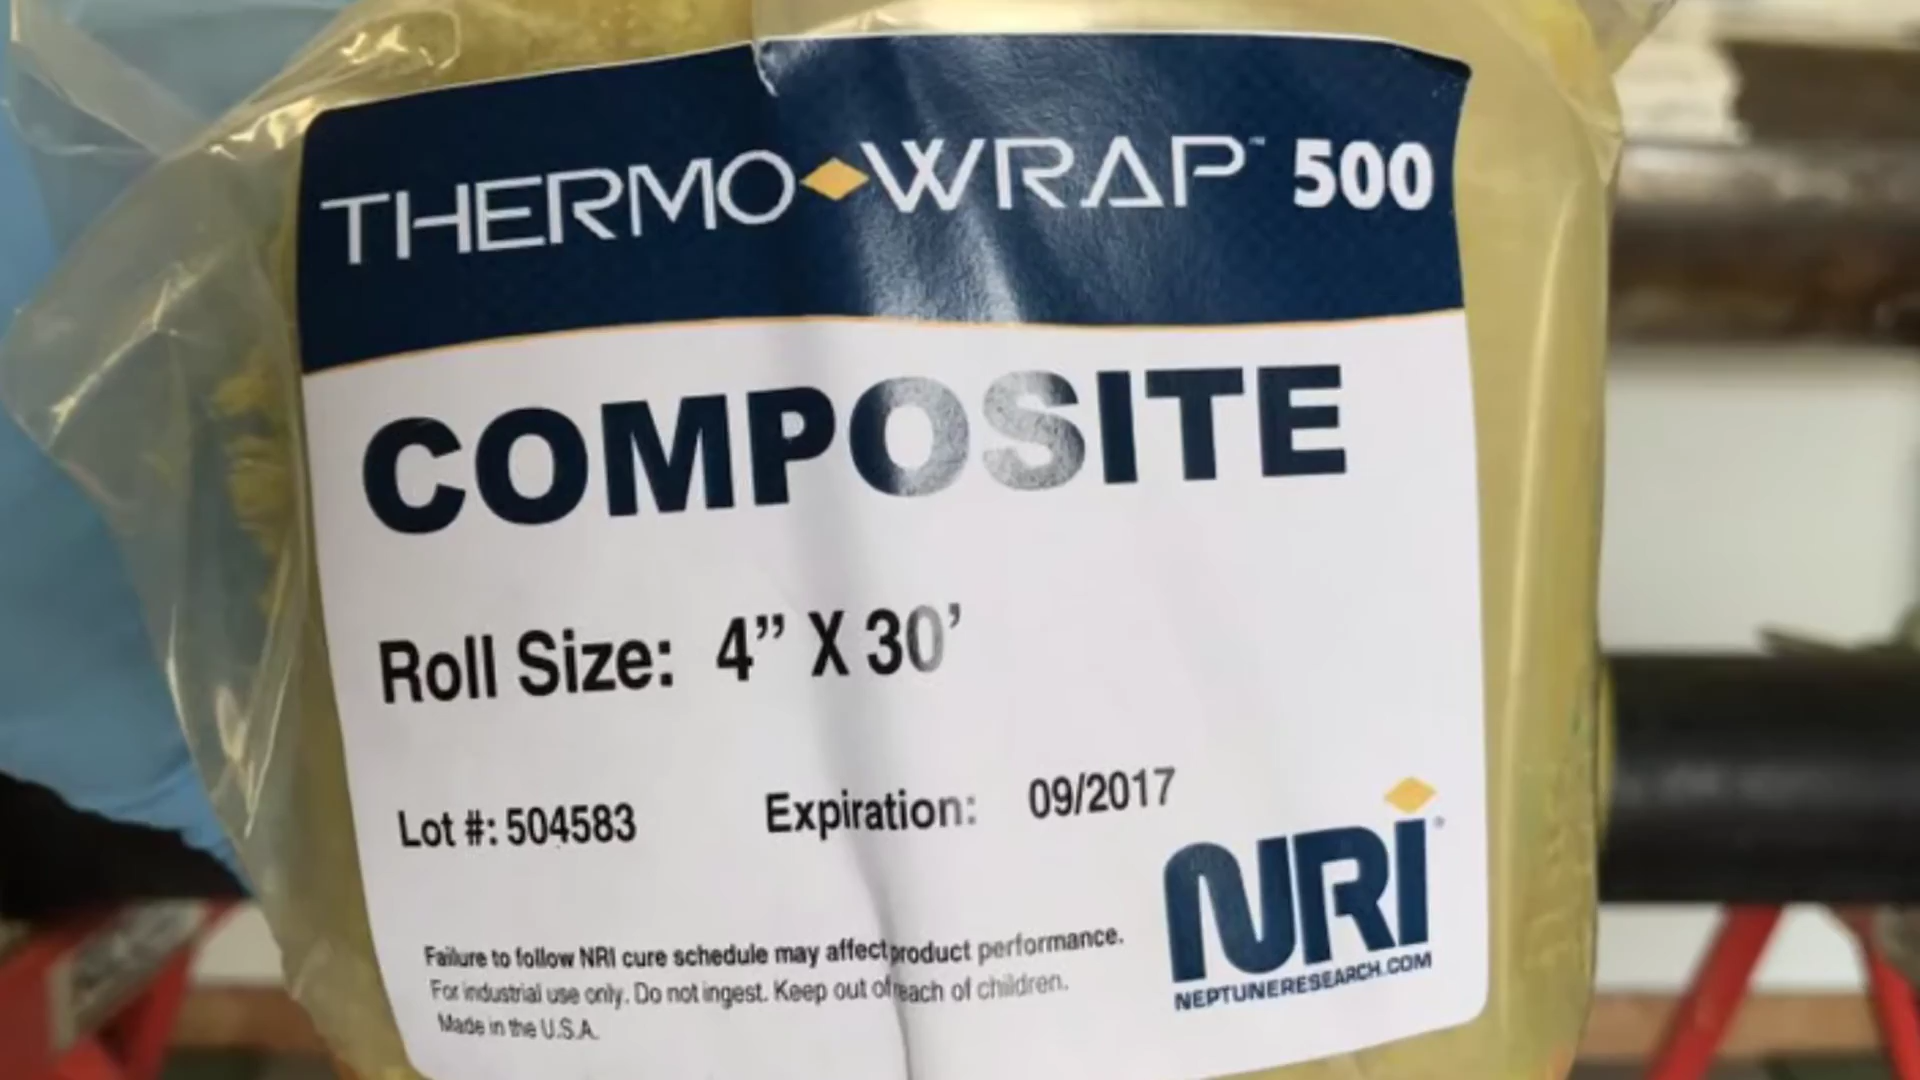 THERMO◆WRAP™ 500
COMPOSITE
Roll Size: 4” X 30’
Lot #: 504583 Expiration: 09/2017
NRI®
NEPTUNERESEARCH.COM
Failure to follow NRI cure schedule may affect product performance.
For industrial use only. Do not ingest. Keep out of reach of children.
Made in the U.S.A.